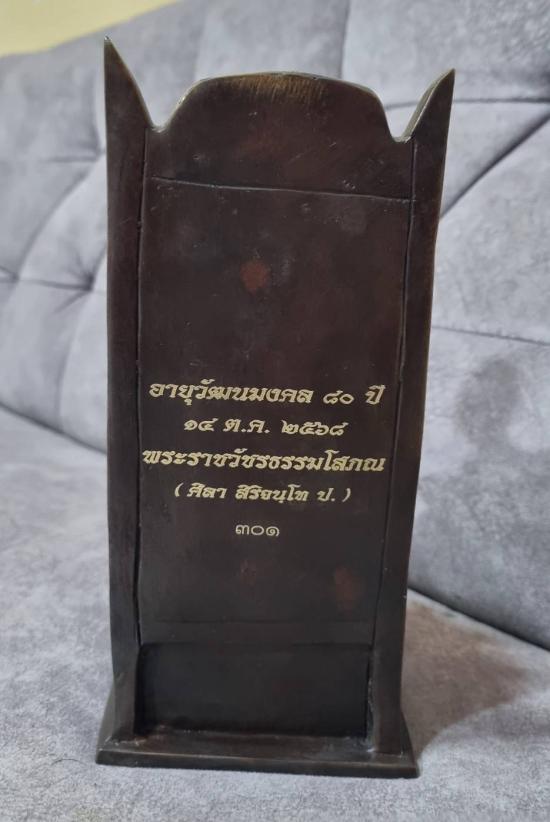 อายุวัฒนมงคล ๘๐ ปี
๑๔ ต.ค. ๒๕๖๘
พระราชวัชรธรรมโสภณ
(ศิลา สิริจนฺโท ป.)
๓๐๑